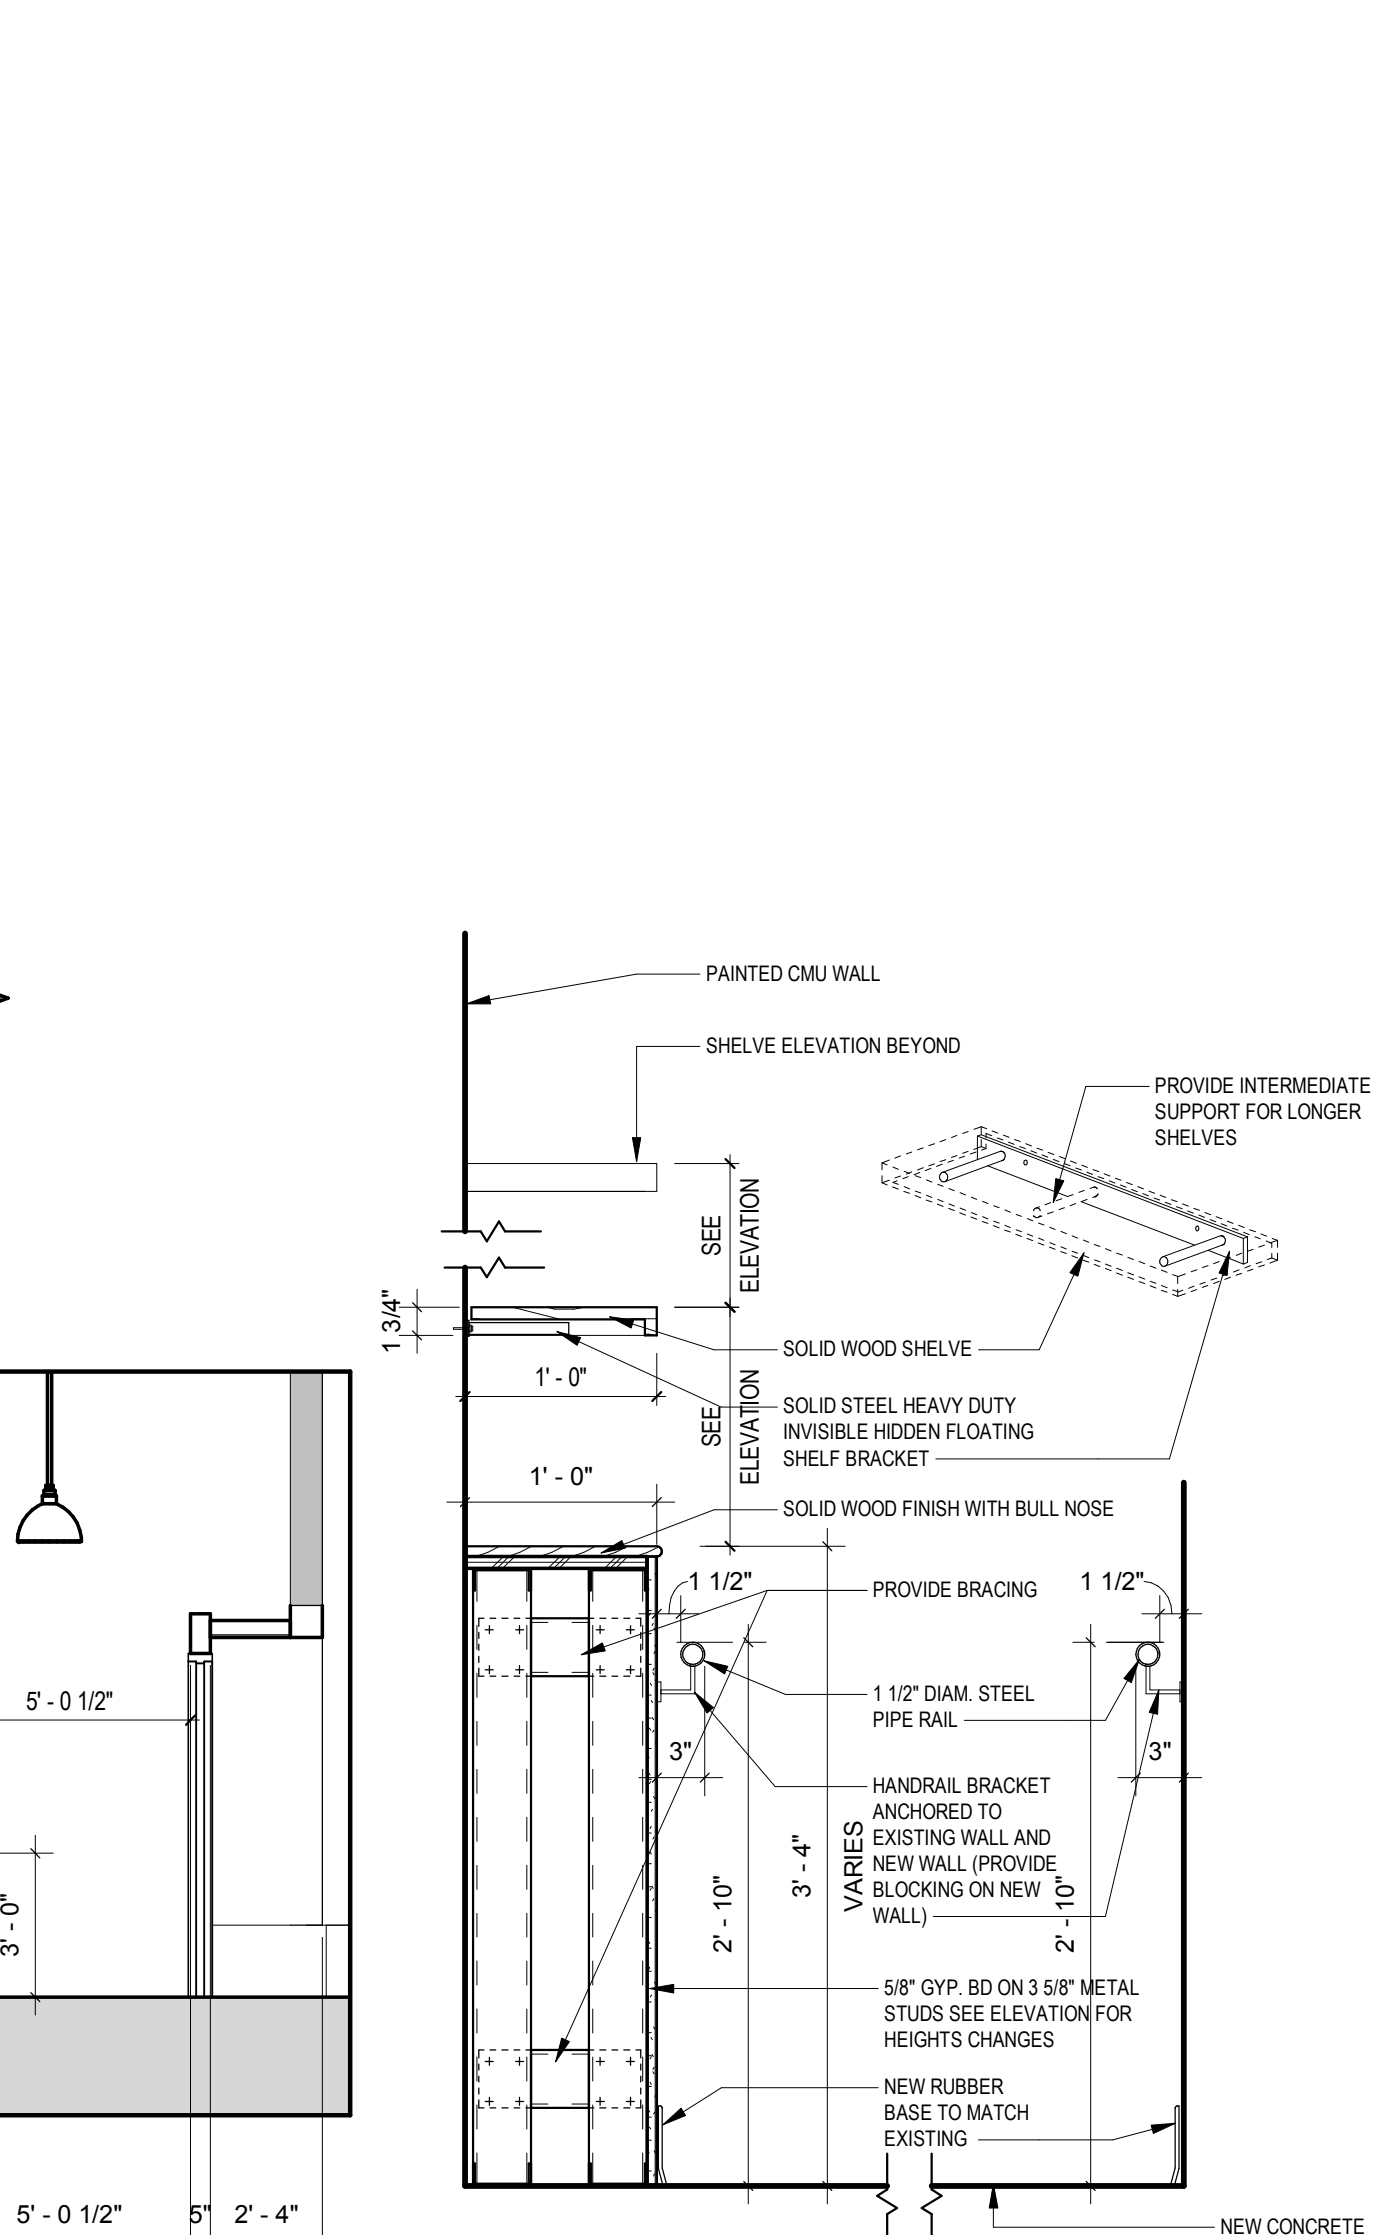 PAINTED CMU WALL
SHELVE ELEVATION BEYOND
PROVIDE INTERMEDIATE
SUPPORT FOR LONGER
SHELVES
SEE
ELEVATION
1 3/4"
SOLID WOOD SHELVE
1' - 0"
SEE
ELEVATION
SOLID STEEL HEAVY DUTY
INVISIBLE HIDDEN FLOATING
SHELF BRACKET
1' - 0"
SOLID WOOD FINISH WITH BULL NOSE
1 1/2"
PROVIDE BRACING
1 1/2"
5' - 0 1/2"
1 1/2" DIAM. STEEL
PIPE RAIL
3"
3"
HANDRAIL BRACKET
ANCHORED TO
EXISTING WALL AND
NEW WALL (PROVIDE
BLOCKING ON NEW
WALL)
3' - 4"
VARIES
2' - 10"
2' - 10"
3' - 0"
5/8" GYP. BD ON 3 5/8" METAL
STUDS SEE ELEVATION FOR
HEIGHTS CHANGES
NEW RUBBER
BASE TO MATCH
EXISTING
5' - 0 1/2"
5"
2' - 4"
NEW CONCRETE